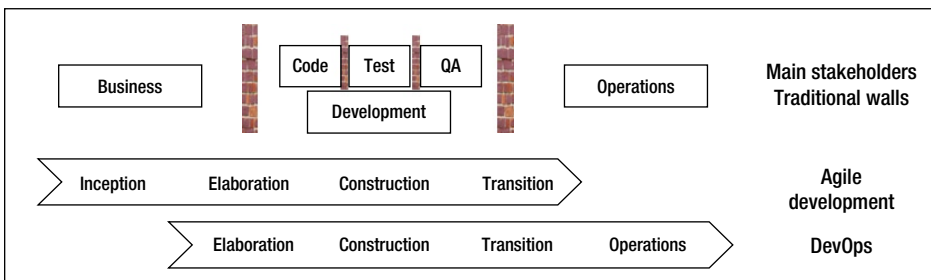 Code Test QA
Business Operations
Development
Main stakeholders
Traditional walls
Inception Elaboration Construction Transition
Agile
development
Elaboration Construction Transition Operations
DevOps